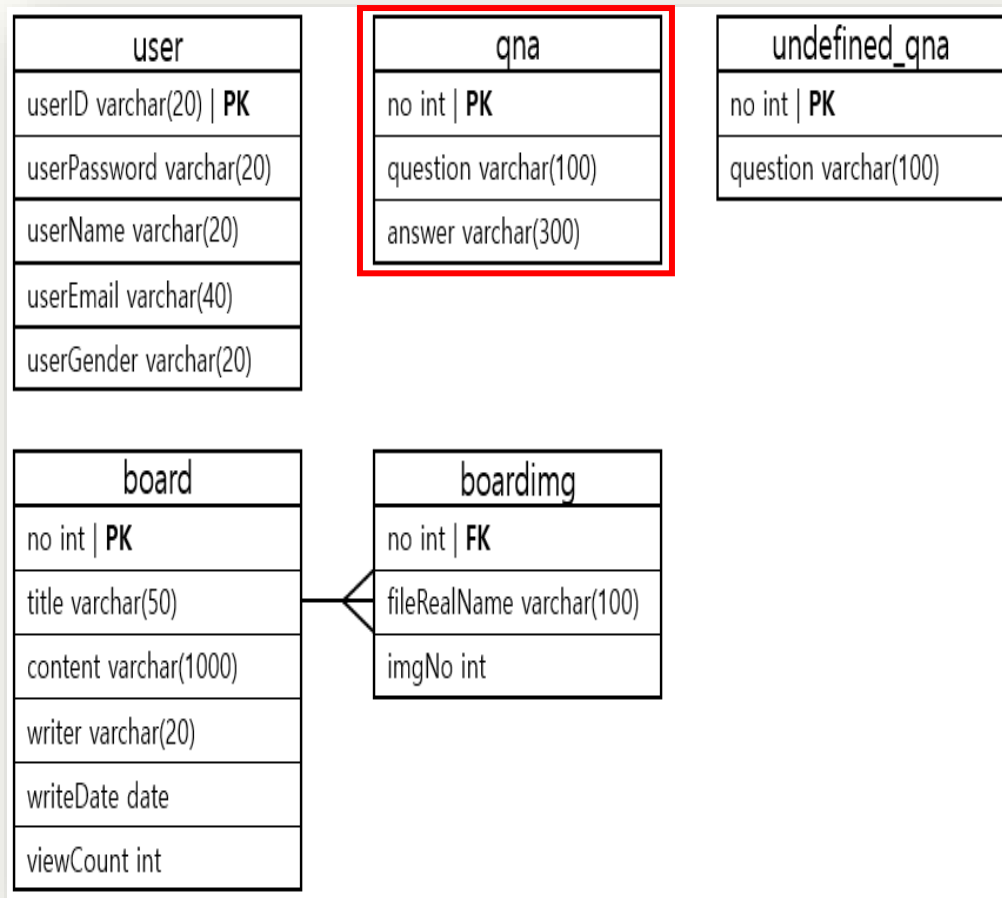 user
userID varchar(20) | PK
userPassword varchar(20)
userName varchar(20)
userEmail varchar(40)
userGender varchar(20)
qna
no int | PK
question varchar(100)
answer varchar(300)
undefined_qna
no int | PK
question varchar(100)
board
no int | PK
title varchar(50)
content varchar(1000)
writer varchar(20)
writeDate date
viewCount int
boardimg
no int | FK
fileRealName varchar(100)
imgNo int